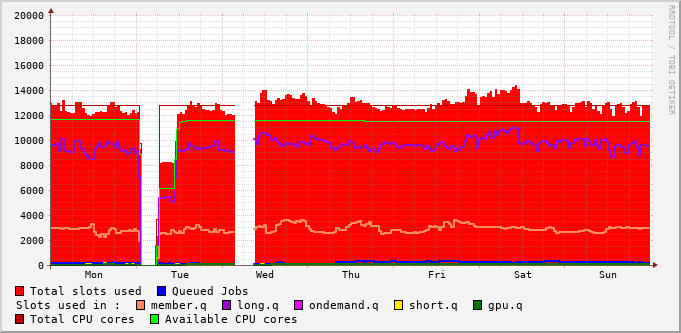 20000
18000
16000
14000
12000
10000
8000
6000
4000
2000
0
Mon Tue Wed Thu Fri Sat Sun
RRDTOOL / TOBI OETIKER
Total slots used Queued Jobs
Slots used in : member.q long.q ondemand.q short.q gpu.q
Total CPU cores Available CPU cores